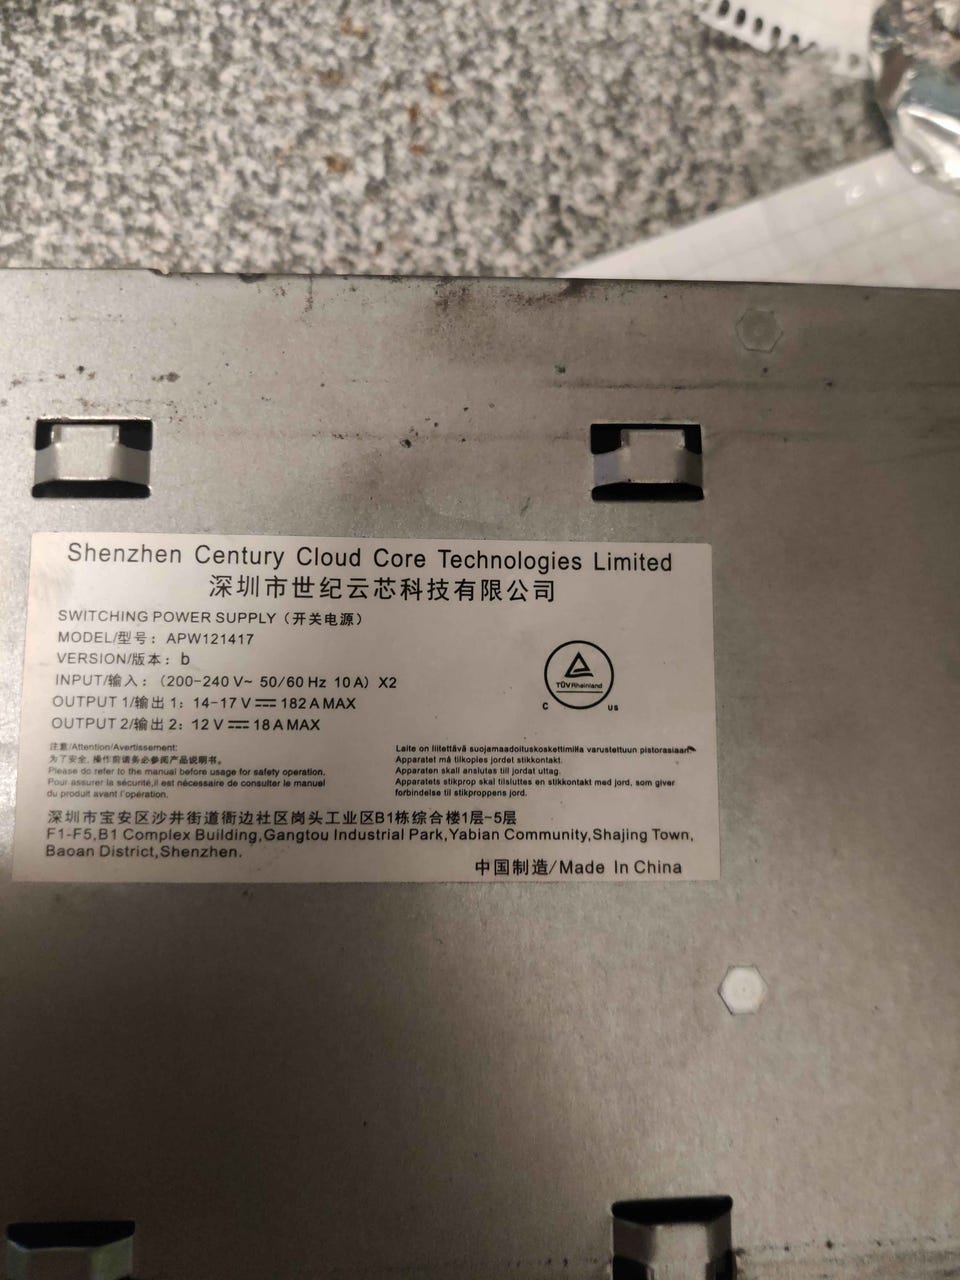 Shenzhen Century Cloud Core Technologies Limited
深圳市世纪云芯科技有限公司
SWITCHING POWER SUPPLY（开关电源）
MODEL/型号：APW121417
VERSION/版本：b
INPUT/输入：（200-240 V~ 50/60 Hz 10 A）X2
OUTPUT 1/输出 1：14-17 V⎓182 A MAX
OUTPUT 2/输出 2：12 V⎓18 A MAX
TÜVRheinland
C US
注意/Attention/Avertissement:
为了安全，操作前请务必参阅产品说明书。
Please do refer to the manual before usage for safety operation.
Pour assurer la sécurité,il est nécessaire de consulter le manuel
du produit avant l'opération.
Laite on liitettävä suojamaadoituskoskettimilla varustettuun pistorasiaan
Apparatet må tilkoples jordet stikkontakt.
Apparaten skall anslutas till jordat uttag.
Apparatets stikprop skal tilsluttes en stikkontakt med jord, som giver
forbindelse til stikproppens jord.
深圳市宝安区沙井街道衙边社区岗头工业区B1栋综合楼1层-5层
F1-F5,B1 Complex Building,Gangtou Industrial Park,Yabian Community,Shajing Town,
Baoan District,Shenzhen.
中国制造/Made In China